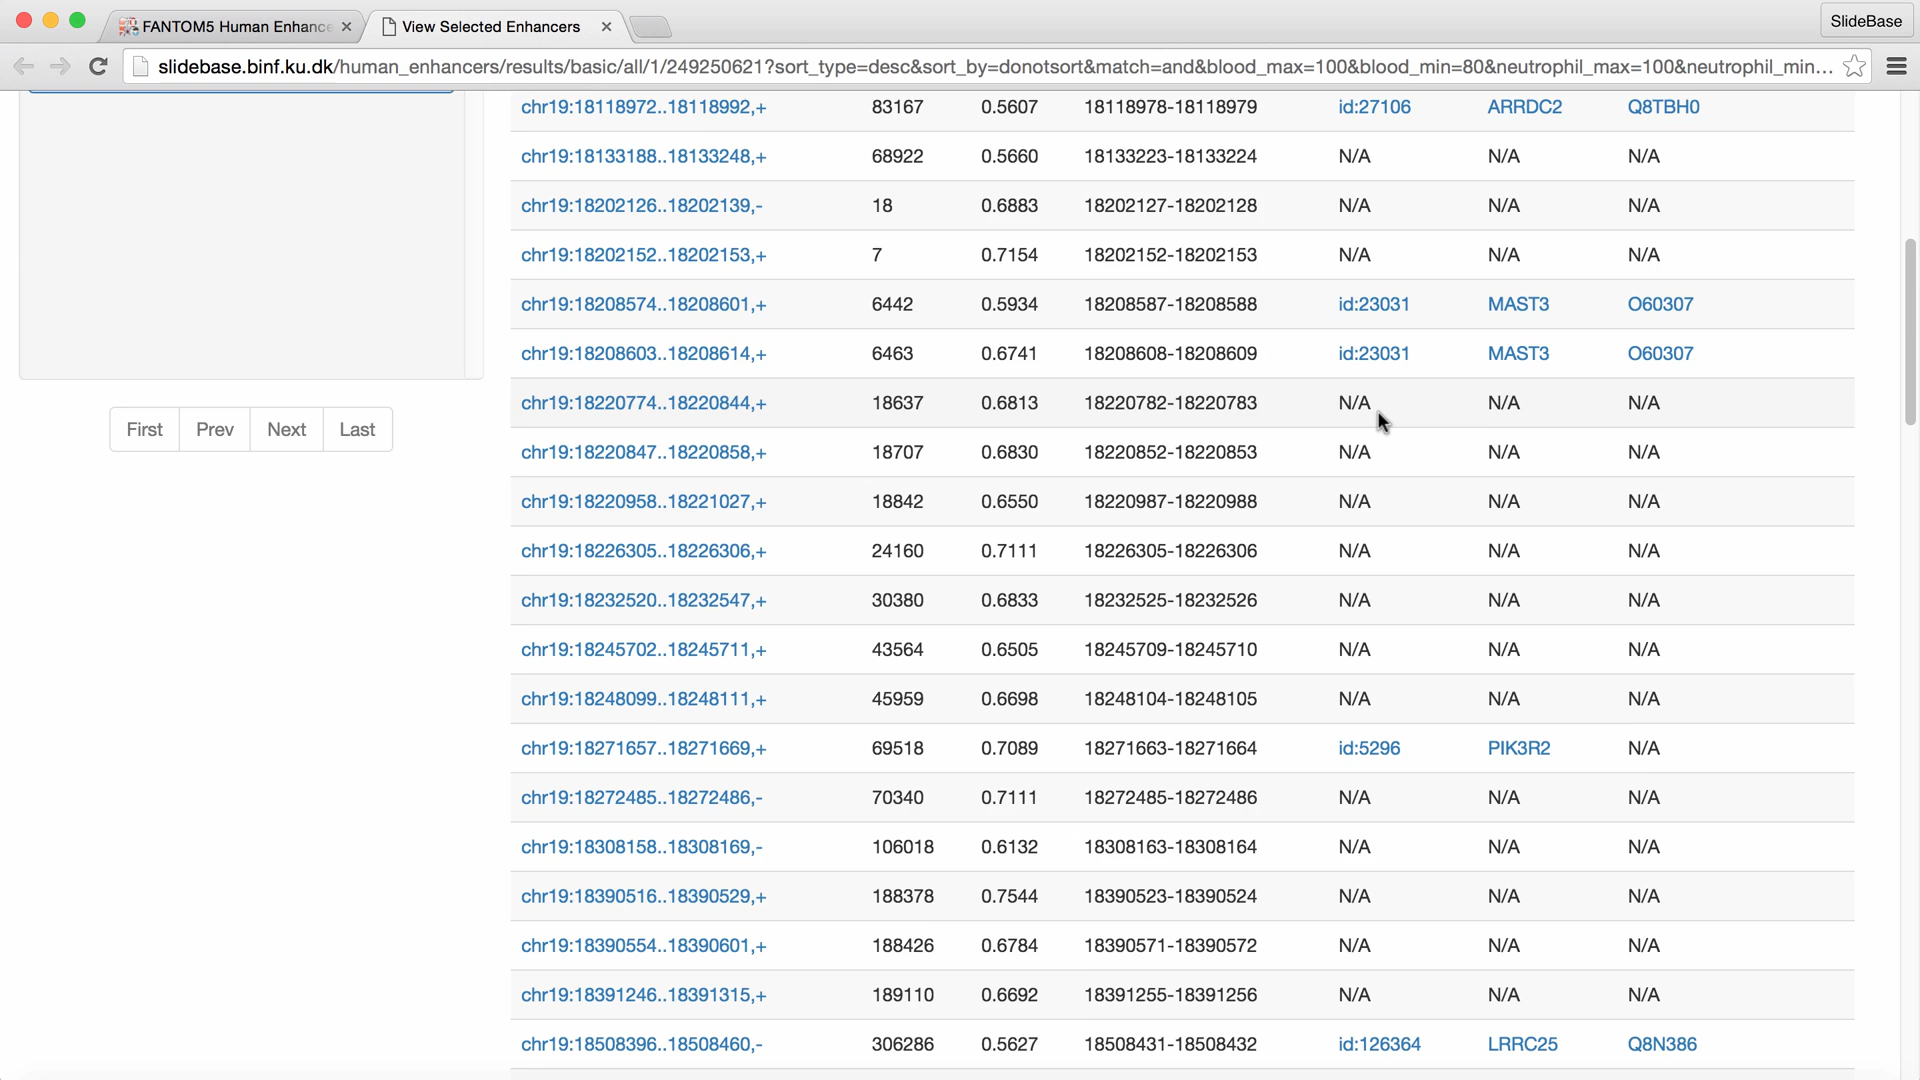 FANTOM5 Human Enhance
View Selected Enhancers
SlideBase
slidebase.binf.ku.dk/human_enhancers/results/basic/all/1/249250621?sort_type=desc&sort_by=donotsort&match=and&blood_max=100&blood_min=80&neutrophil_max=100&neutrophil_min...
chr19:18118972..18118992,+ 83167 0.5607 18118978-18118979 id:27106 ARRDC2 Q8TBH0
chr19:18133188..18133248,+ 68922 0.5660 18133223-18133224 N/A N/A N/A
chr19:18202126..18202139,- 18 0.6883 18202127-18202128 N/A N/A N/A
chr19:18202152..18202153,+ 7 0.7154 18202152-18202153 N/A N/A N/A
chr19:18208574..18208601,+ 6442 0.5934 18208587-18208588 id:23031 MAST3 O60307
chr19:18208603..18208614,+ 6463 0.6741 18208608-18208609 id:23031 MAST3 O60307
chr19:18220774..18220844,+ 18637 0.6813 18220782-18220783 N/A N/A N/A
First Prev Next Last
chr19:18220847..18220858,+ 18707 0.6830 18220852-18220853 N/A N/A N/A
chr19:18220958..18221027,+ 18842 0.6550 18220987-18220988 N/A N/A N/A
chr19:18226305..18226306,+ 24160 0.7111 18226305-18226306 N/A N/A N/A
chr19:18232520..18232547,+ 30380 0.6833 18232525-18232526 N/A N/A N/A
chr19:18245702..18245711,+ 43564 0.6505 18245709-18245710 N/A N/A N/A
chr19:18248099..18248111,+ 45959 0.6698 18248104-18248105 N/A N/A N/A
chr19:18271657..18271669,+ 69518 0.7089 18271663-18271664 id:5296 PIK3R2 N/A
chr19:18272485..18272486,- 70340 0.7111 18272485-18272486 N/A N/A N/A
chr19:18308158..18308169,- 106018 0.6132 18308163-18308164 N/A N/A N/A
chr19:18390516..18390529,+ 188378 0.7544 18390523-18390524 N/A N/A N/A
chr19:18390554..18390601,+ 188426 0.6784 18390571-18390572 N/A N/A N/A
chr19:18391246..18391315,+ 189110 0.6692 18391255-18391256 N/A N/A N/A
chr19:18508396..18508460,- 306286 0.5627 18508431-18508432 id:126364 LRRC25 Q8N386